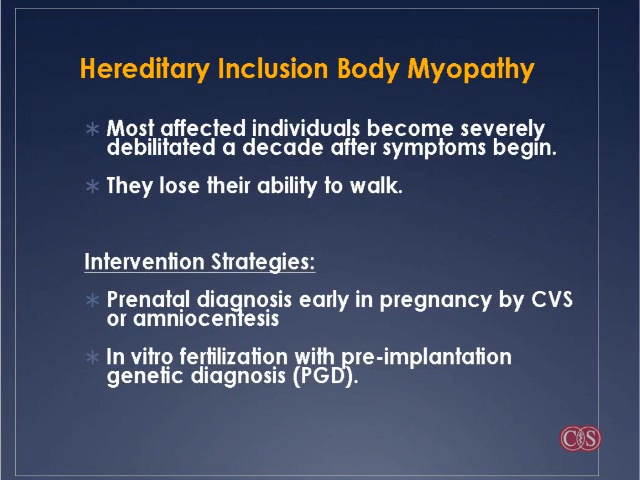 Hereditary Inclusion Body Myopathy
Most affected individuals become severely
debilitated a decade after symptoms begin.
They lose their ability to walk.
Intervention Strategies:
Prenatal diagnosis early in pregnancy by CVS
or amniocentesis
In vitro fertilization with pre-implantation
genetic diagnosis (PGD).
C S